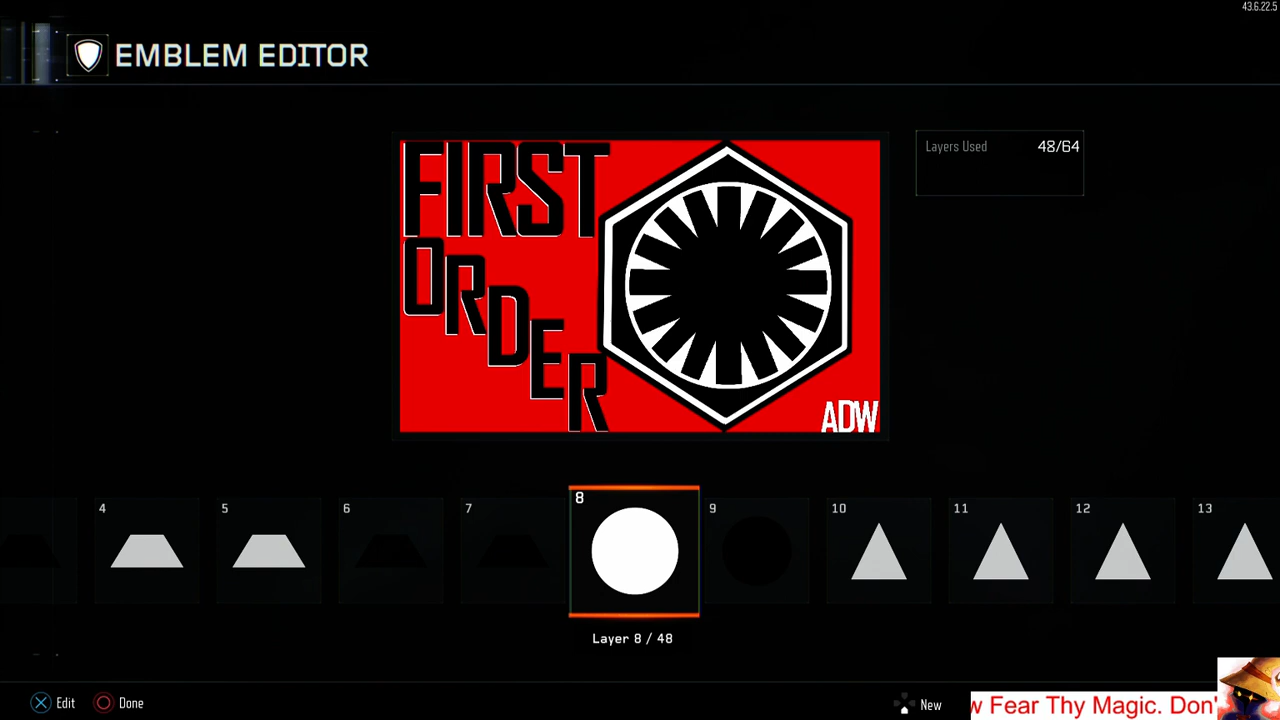 43.6.22.5
EMBLEM EDITOR
Layers Used 48/64
FIRST
ORDER
ADW
4 5 6 7 8 9 10 11 12 13
Layer 8 / 48
Edit Done New
w Fear Thy Magic. Don'